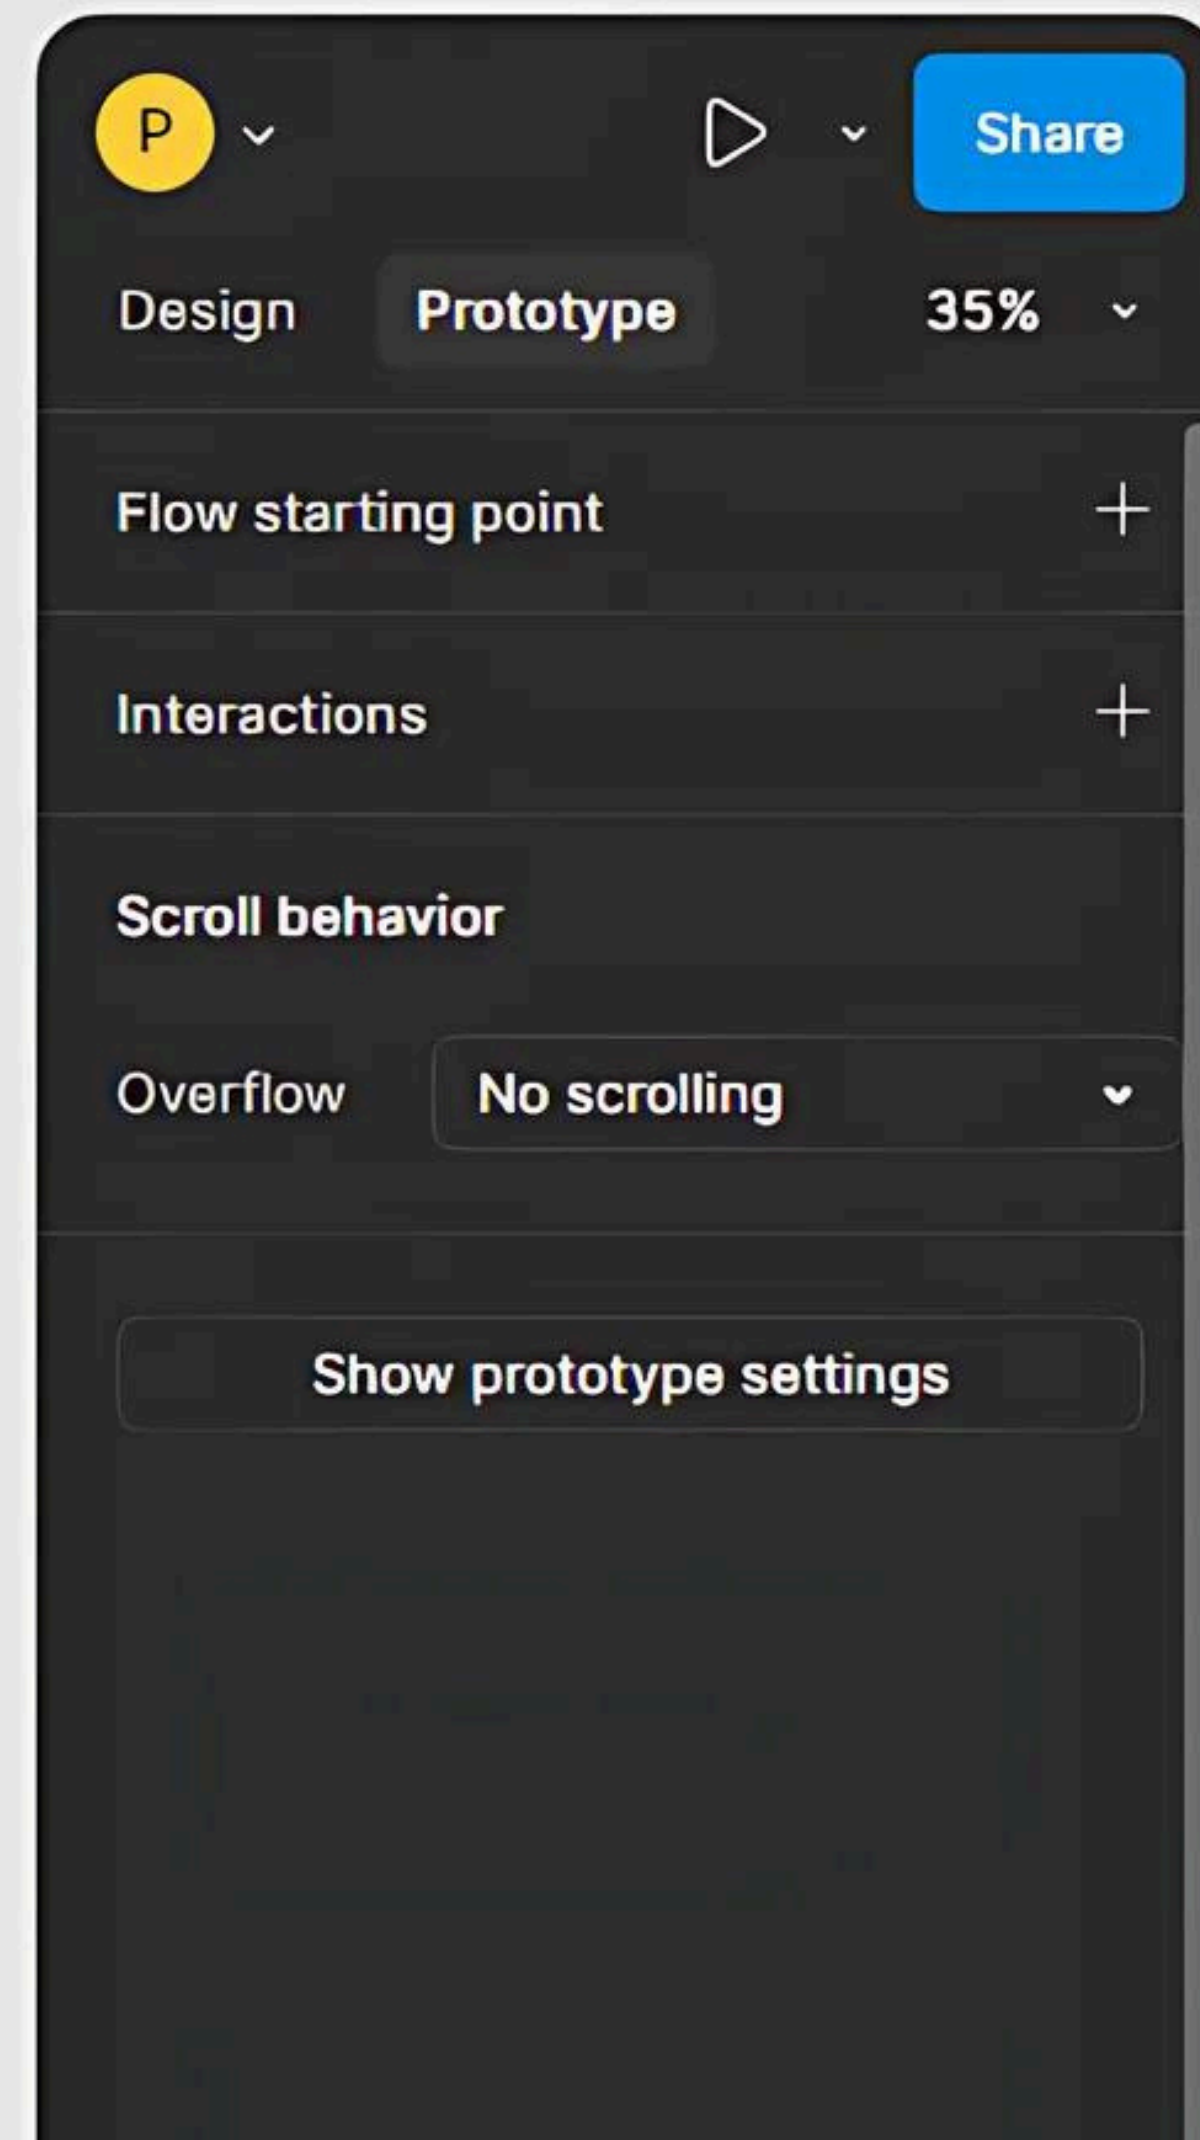 P
Share
Design Prototype 35%
Flow starting point
Interactions
Scroll behavior
Overflow No scrolling
Show prototype settings